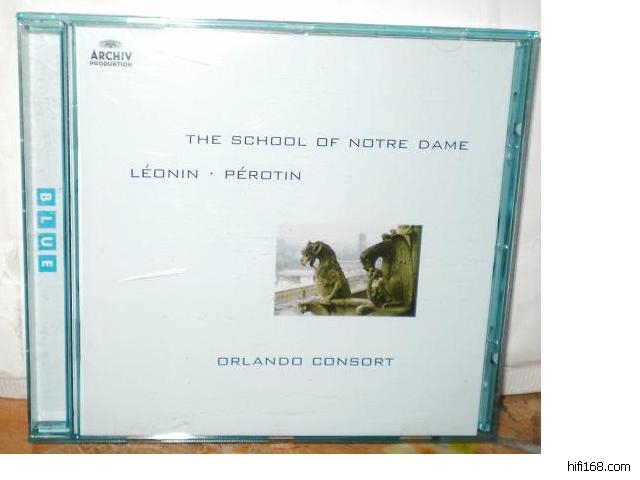 ARCHIV
PRODUKTION
THE SCHOOL OF NOTRE DAME
LÉONIN · PÉROTIN
BLUE
ORLANDO CONSORT
hifi168.com